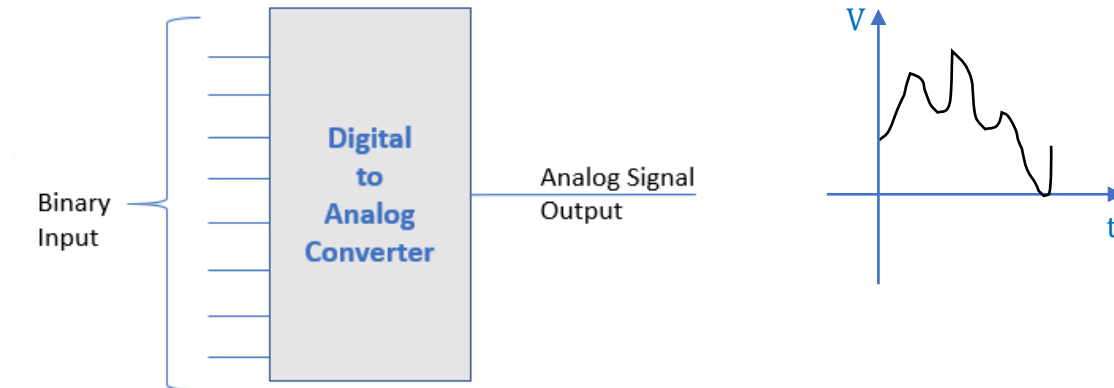 Binary
Input
Digital
to
Analog
Converter
Analog Signal
Output
V
t